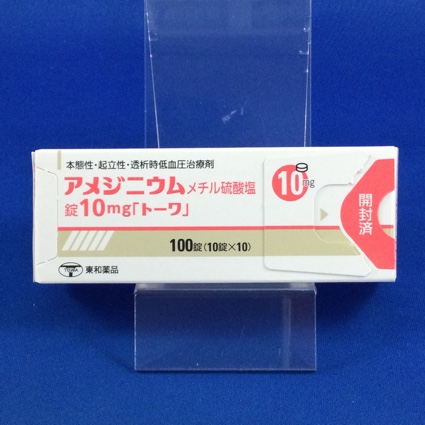 本態性・起立性・透析時低血圧治療剤
アメジニウムメチル硫酸塩
錠10mg「トーワ」
100錠(10錠×10)
10mg
開封済
TOWA
東和薬品